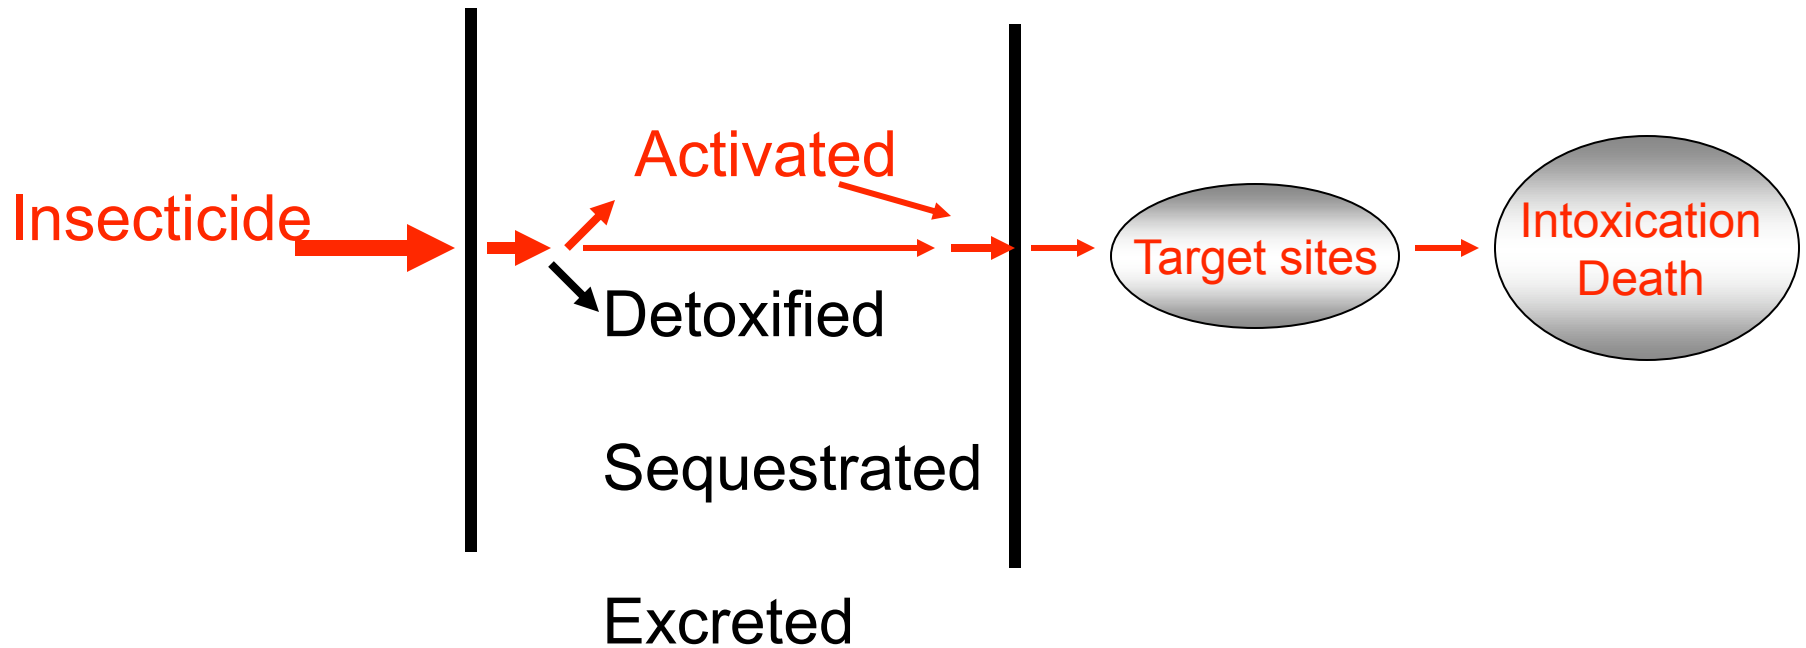 Insecticide
Activated
Detoxified
Sequestrated
Excreted
Target sites
Intoxication
Death